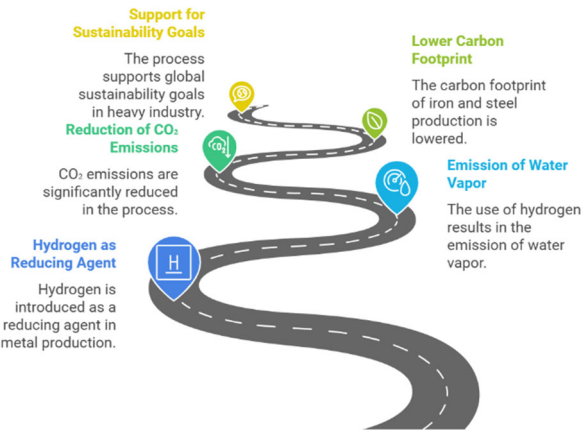 Support for
Sustainability Goals
The process
supports global
sustainability goals
in heavy industry.
Lower Carbon
Footprint
The carbon footprint
of iron and steel
production is
lowered.
Reduction of CO₂
Emissions
CO₂ emissions are
significantly reduced
in the process.
CO₂
Emission of Water
Vapor
The use of hydrogen
results in the
emission of water
vapor.
Hydrogen as
Reducing Agent
Hydrogen is
introduced as a
reducing agent in
metal production.
H